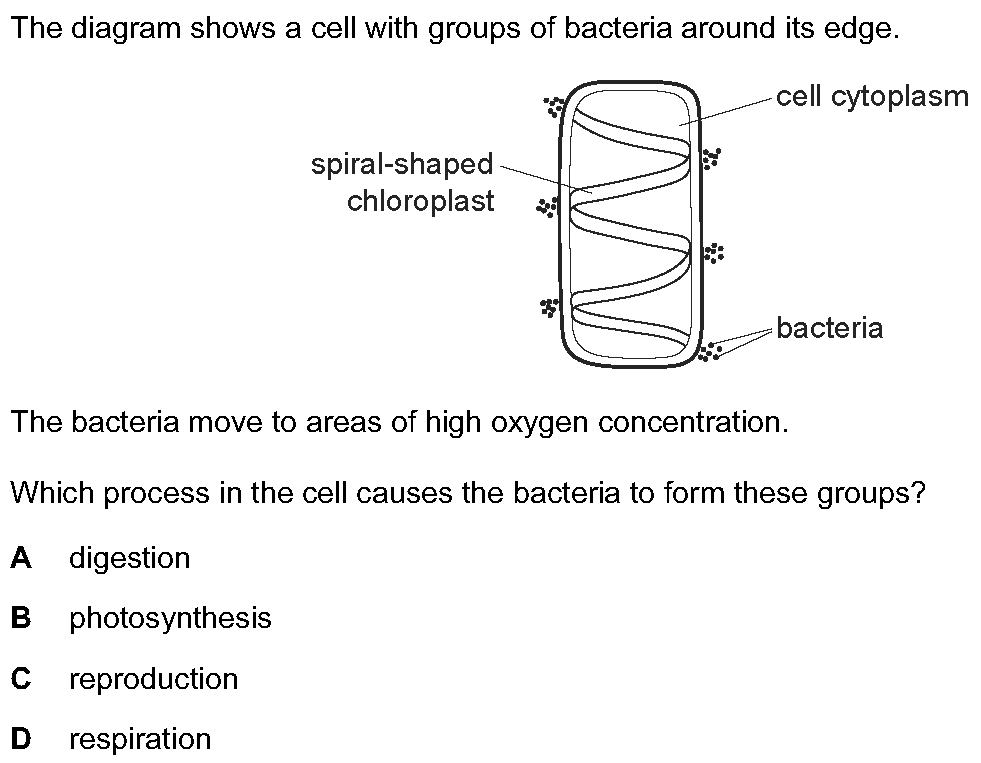 The diagram shows a cell with groups of bacteria around its edge.
cell cytoplasm
spiral-shaped
chloroplast
bacteria
The bacteria move to areas of high oxygen concentration.
Which process in the cell causes the bacteria to form these groups?
A digestion
B photosynthesis
C reproduction
D respiration